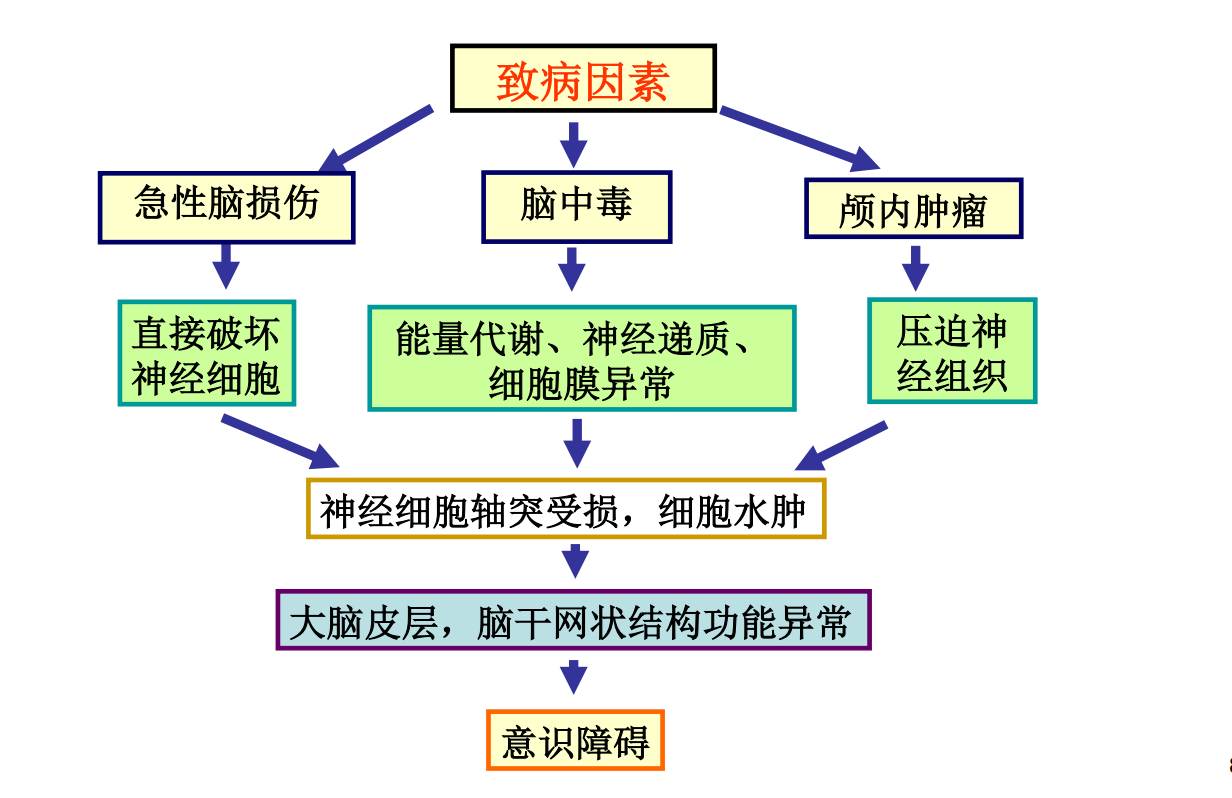 致病因素
急性脑损伤
脑中毒
颅内肿瘤
直接破坏
神经细胞
能量代谢、神经递质、
细胞膜异常
压迫神
经组织
神经细胞轴突受损，细胞水肿
大脑皮层，脑干网状结构功能异常
意识障碍